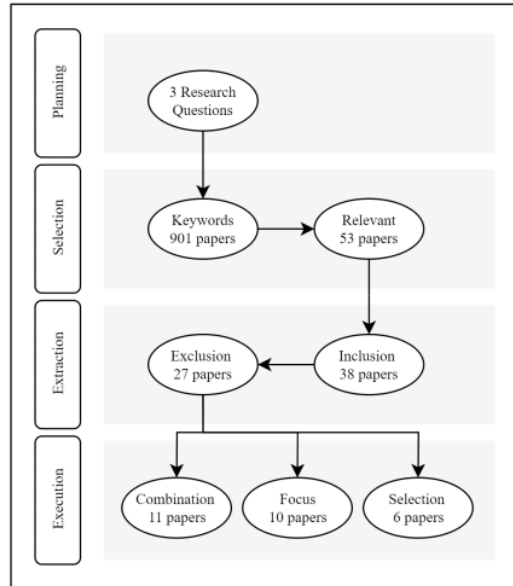 Planning
3 Research
Questions
Selection
Keywords
901 papers
Relevant
53 papers
Extraction
Exclusion
27 papers
Inclusion
38 papers
Execution
Combination
11 papers
Focus
10 papers
Selection
6 papers